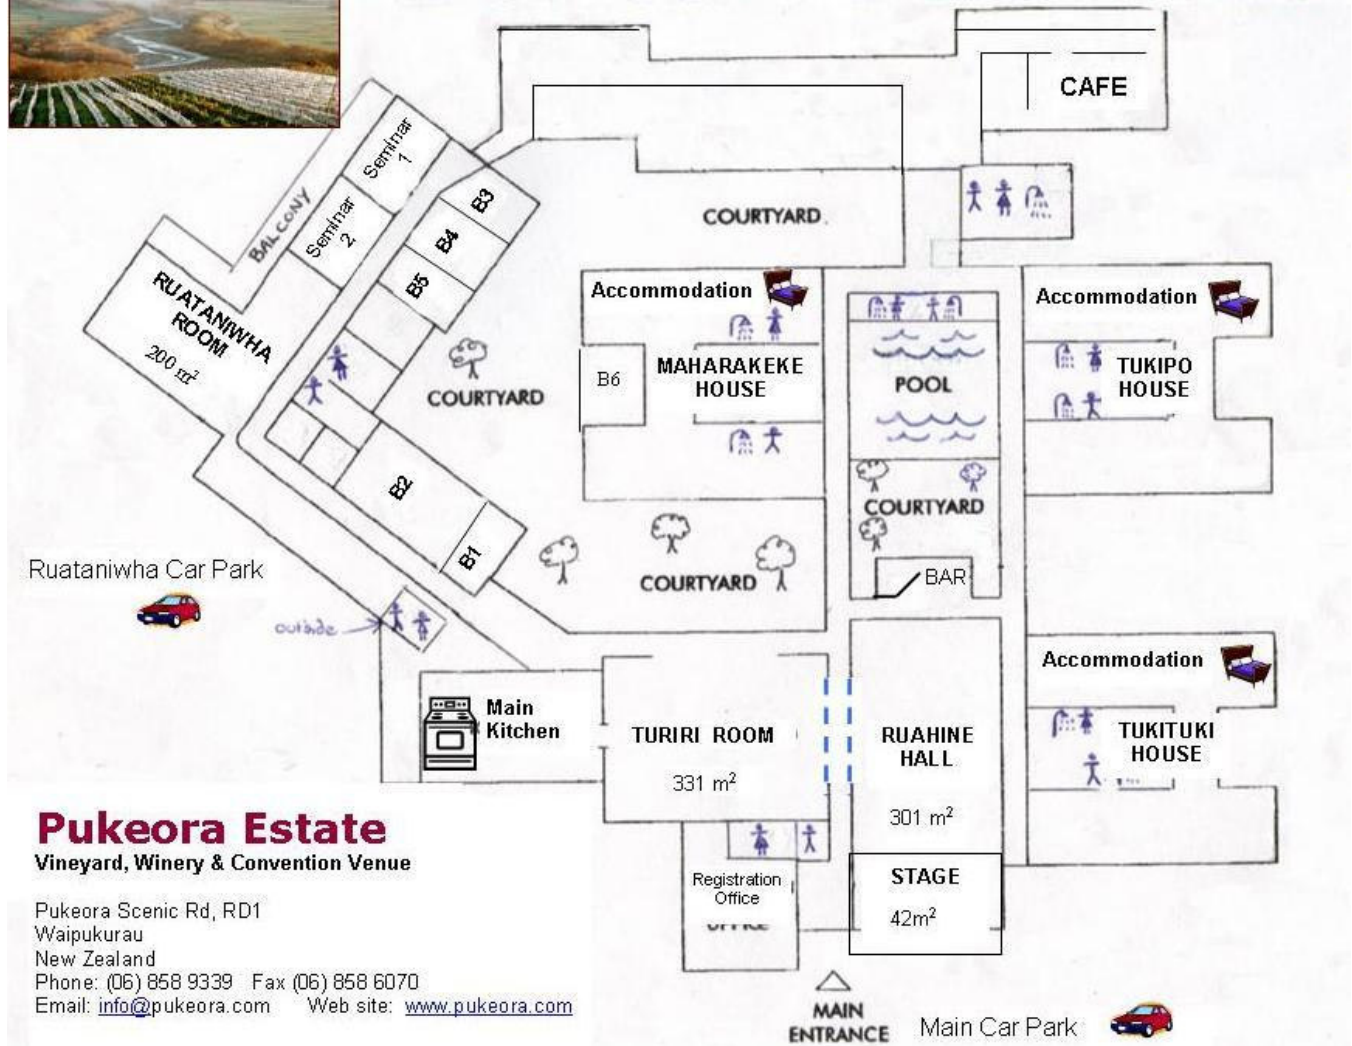 CAFE
Seminar
1
BALCONY
Seminar
2
B3
B4
B5
COURTYARD
RUATANIWHA
ROOM
200 m²
Accommodation
MAHARAKEKE
HOUSE
B6
COURTYARD
POOL
Accommodation
TUKIPO
HOUSE
B2
B1
COURTYARD
COURTYARD
BAR
Ruataniwha Car Park
outside
Main
Kitchen
TURIRI ROOM
331 m²
RUAHINE
HALL
301 m²
Accommodation
TUKITUKI
HOUSE
STAGE
42m²
Registration
Office
OFFICE
Pukeora Estate
Vineyard, Winery & Convention Venue
Pukeora Scenic Rd, RD1
Waipukurau
New Zealand
Phone: (06) 858 9339 Fax (06) 858 6070
Email: info@pukeora.com Web site: www.pukeora.com
MAIN
ENTRANCE
Main Car Park